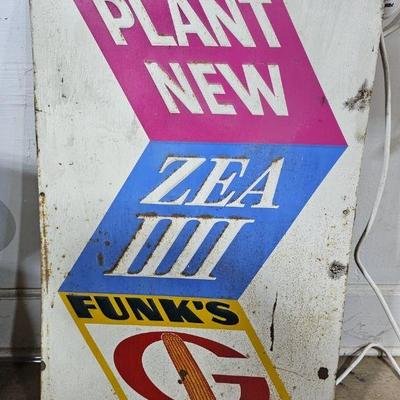 PLANT
NEW
ZEA
IIII
FUNK'S
G